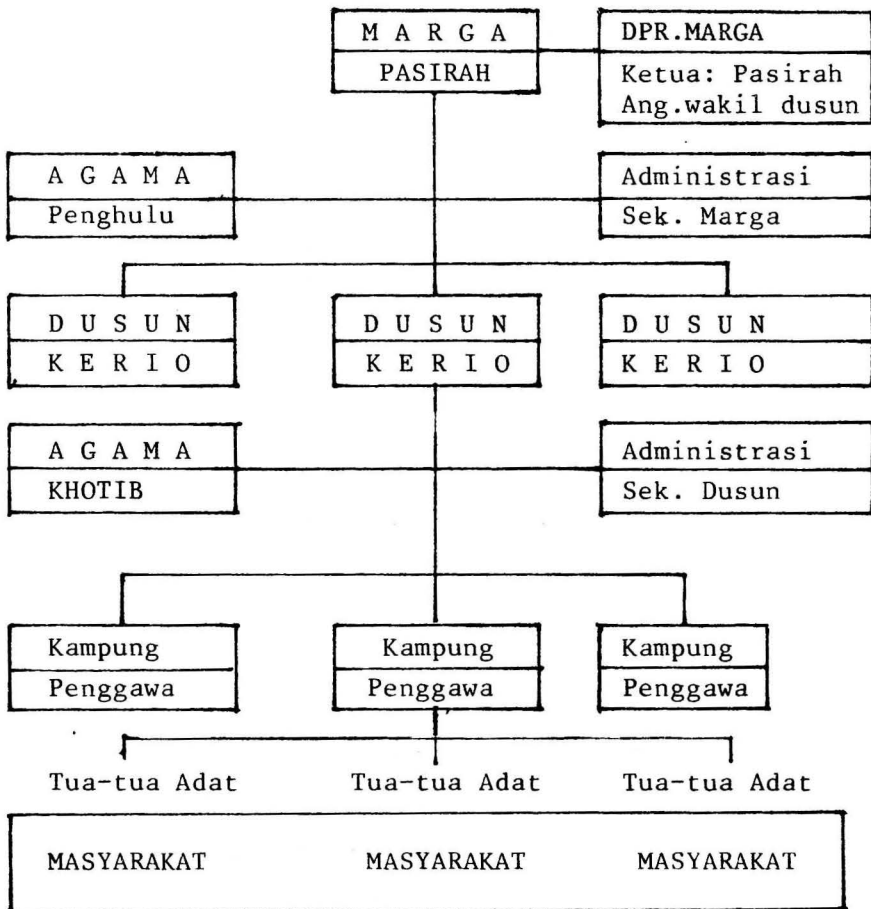 M A R G A
PASIRAH
DPR.MARGA
Ketua: Pasirah
Ang.wakil dusun
A G A M A
Penghulu
Administrasi
Sek. Marga
D U S U N
K E R I O
D U S U N
K E R I O
D U S U N
K E R I O
A G A M A
KHOTIB
Administrasi
Sek. Dusun
Kampung
Penggawa
Kampung
Penggawa
Kampung
Penggawa
Tua-tua Adat
Tua-tua Adat
Tua-tua Adat
MASYARAKAT
MASYARAKAT
MASYARAKAT